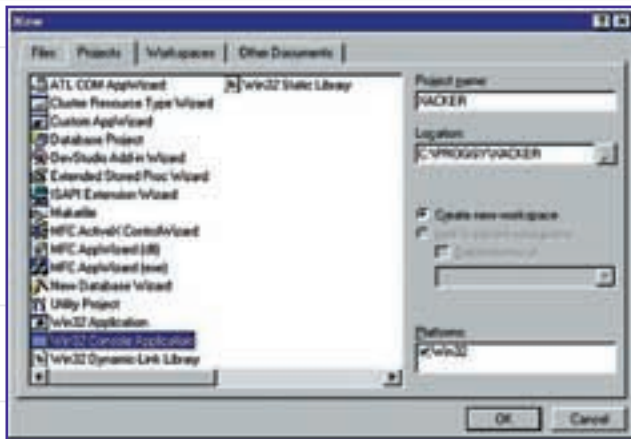 New
Files Projects Workspaces Other Documents
ATL COM AppWizard
Cluster Resource Type Wizard
Custom AppWizard
Database Project
DevStudio Add-in Wizard
Extended Stored Proc Wizard
ISAPI Extension Wizard
Makefile
MFC ActiveX ControlWizard
MFC AppWizard (dll)
MFC AppWizard (exe)
New Database Wizard
Utility Project
Win32 Application
Win32 Console Application
Win32 Dynamic-Link Library
Win32 Static Library
Project name:
XACKER
Location:
C:\PROGGY\XACKER
...
Create new workspace
Platforms:
Win32
OK Cancel